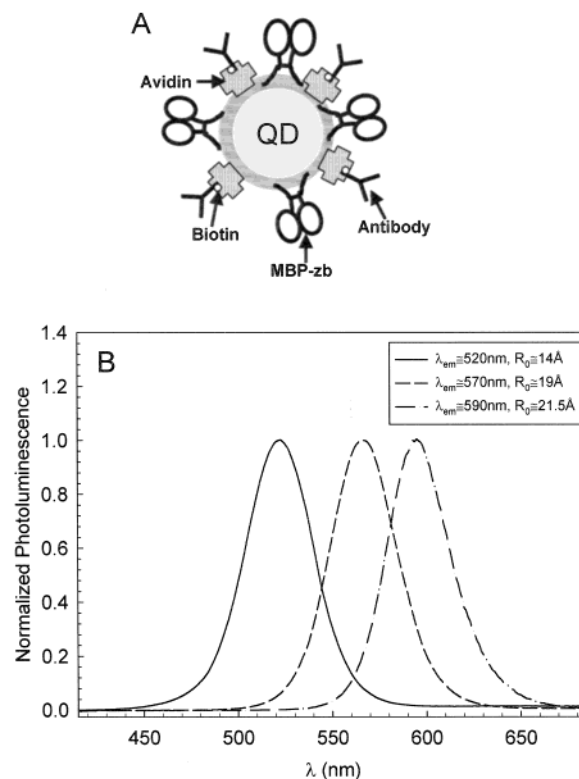 A
Avidin
QD
Biotin
Antibody
MBP-zb
B
λem≅520nm, R0≅14Å
λem≅570nm, R0≅19Å
λem≅590nm, R0≅21.5Å
Normalized Photoluminescence
1.4
1.2
1.0
0.8
0.6
0.4
0.2
0.0
450 500 550 600 650
λ (nm)